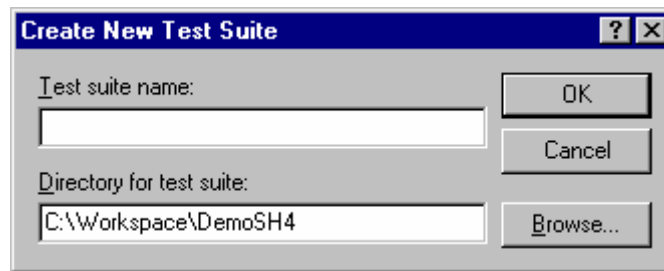 Create New Test Suite
Test suite name:
OK
Cancel
Directory for test suite:
C:\Workspace\DemoSH4
Browse...